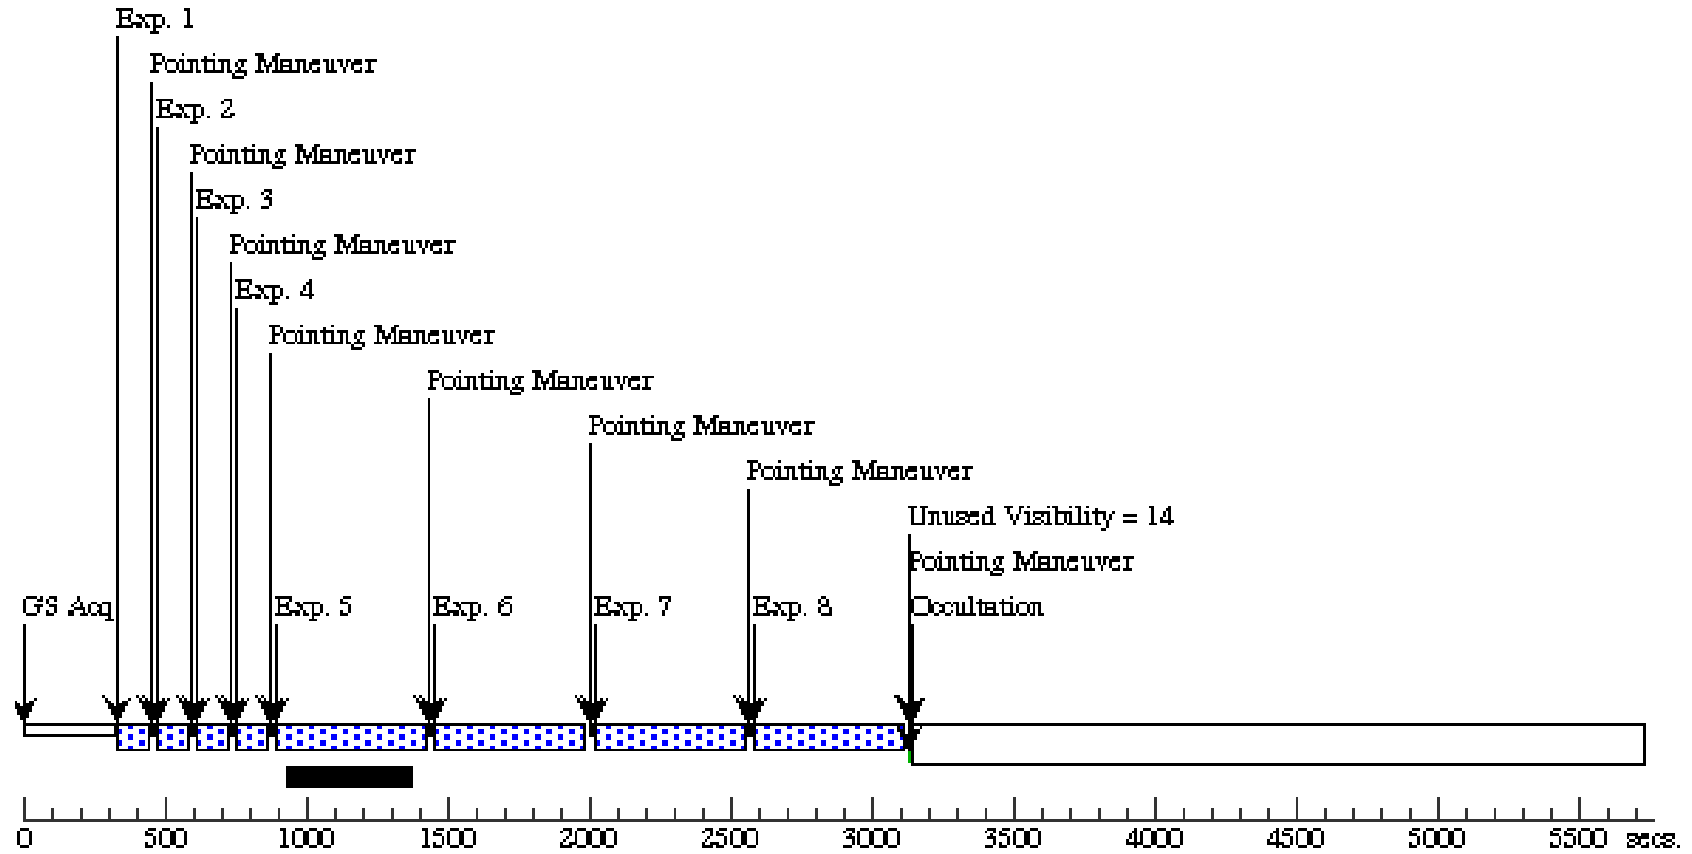 Exp. 1
Pointing Maneuver
Exp. 2
Pointing Maneuver
Exp. 3
Pointing Maneuver
Exp. 4
Pointing Maneuver
Pointing Maneuver
Pointing Maneuver
Pointing Maneuver
Unused Visibility = 14
Pointing Maneuver
GS Acq Exp. 5 Exp. 6 Exp. 7 Exp. 8 Occultation
0 500 1000 1500 2000 2500 3000 3500 4000 4500 5000 5500 secs.